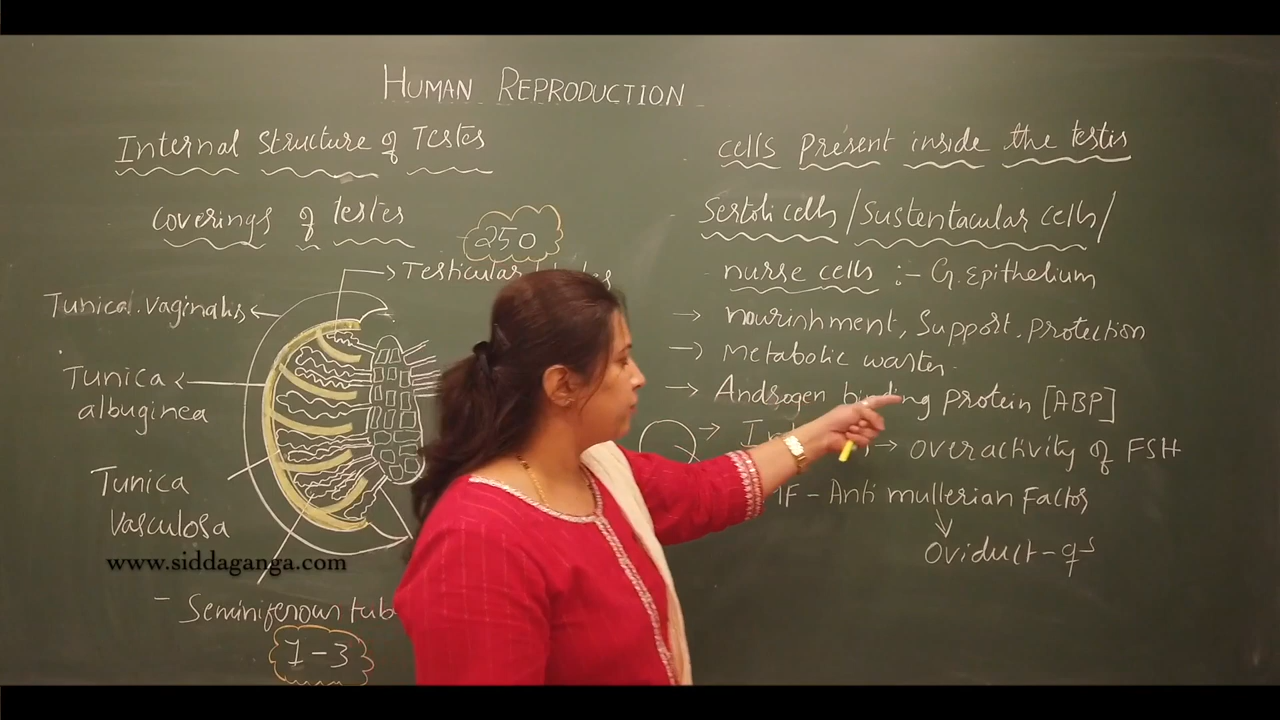 HUMAN REPRODUCTION
Internal Structure of Testes
coverings of testes
250
Testicular
Tunica vaginalis
Tunica
albuginea
Tunica
Vasculosa
www.siddaganga.com
- Seminiferous tub
1-3
cells present inside the testis
Sertoli cells / Sustentacular cells /
nurse cells :- G. Epithelium
→ nourishment, Support. Protection
→ Metabolic wastes.
→ Androgen binding Protein [ABP]
→ overactivity of FSH
- Anti mullerian Factor
Oviduct - q-s